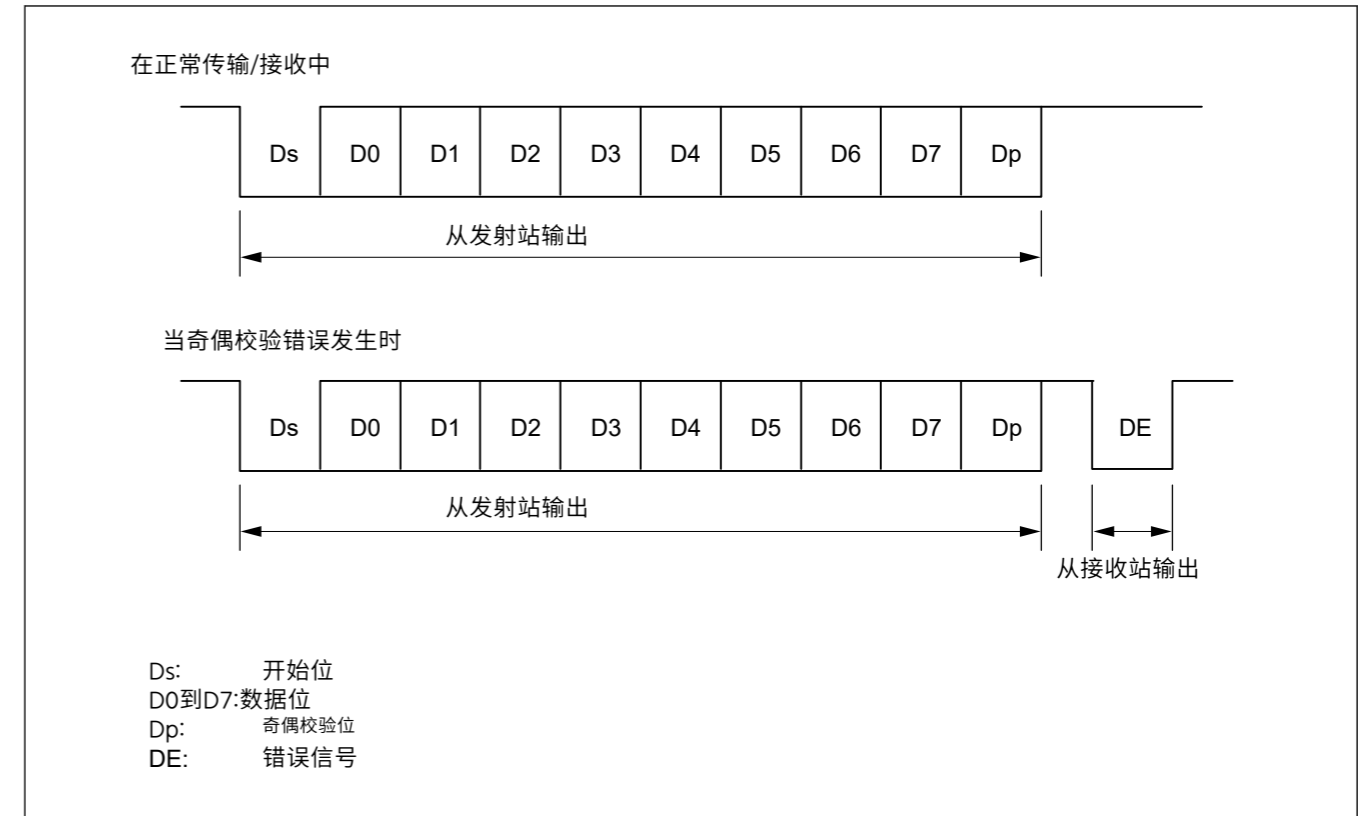 在正常传输/接收中
Ds D0 D1 D2 D3 D4 D5 D6 D7 Dp
从发射站输出
当奇偶校验错误发生时
Ds D0 D1 D2 D3 D4 D5 D6 D7 Dp DE
从发射站输出
从接收站输出
Ds: 开始位
D0到D7:数据位
Dp: 奇偶校验位
DE: 错误信号